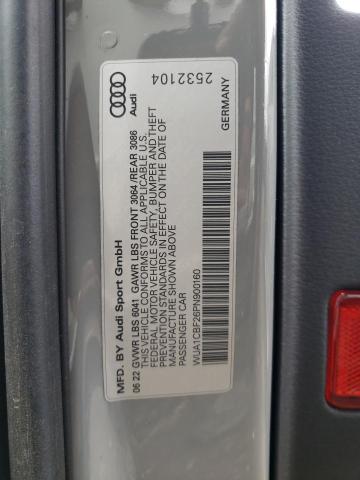 MFD. BY Audi Sport GmbH
06 22 GVWR LBS 6041 GAWR LBS FRONT 3064 /REAR 3086
THIS VEHICLE CONFORMS TO ALL APPLICABLE U.S.
FEDERAL MOTOR VEHICLE SAFETY, BUMPER AND THEFT
PREVENTION STANDARDS IN EFFECT ON THE DATE OF
MANUFACTURE SHOWN ABOVE
PASSENGER CAR
WUA1CBF26PN900160
Audi
2532104
GERMANY